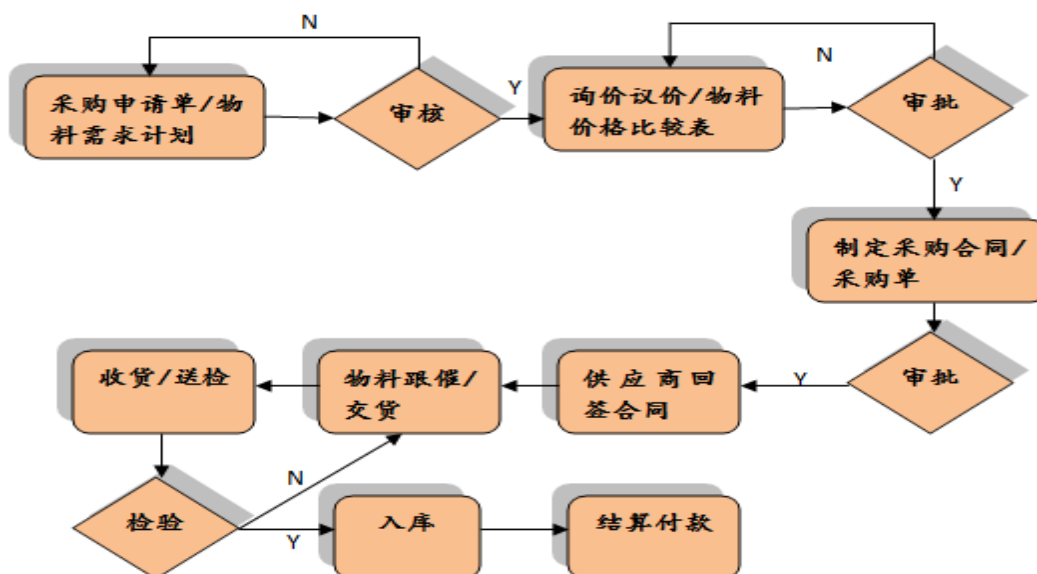 N
采购申请单/物
料需求计划
审核
Y
询价议价/物料
价格比较表
N
审批
Y
制定采购合同/
采购单
审批
Y
供应商回
签合同
物料跟催/
交货
收货/送检
检验
N
Y
入库
结算付款